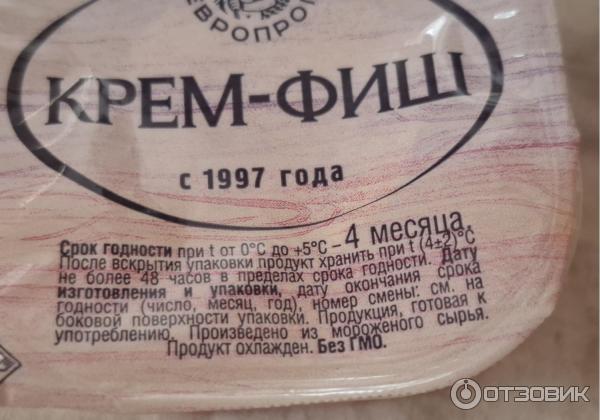 ЕВРОПРОМ
КРЕМ-ФИШ
с 1997 года
Срок годности при t от 0°С до +5°С – 4 месяца
После вскрытия упаковки продукт хранить при t (4±2)°С
не более 48 часов в пределах срока годности. Дату
изготовления и упаковки, дату окончания срока
годности (число, месяц, год), номер смены: см. на
боковой поверхности упаковки. Продукция, готовая к
употреблению. Произведено из мороженого сырья.
Продукт охлажден. Без ГМО.
ОТЗОВИК